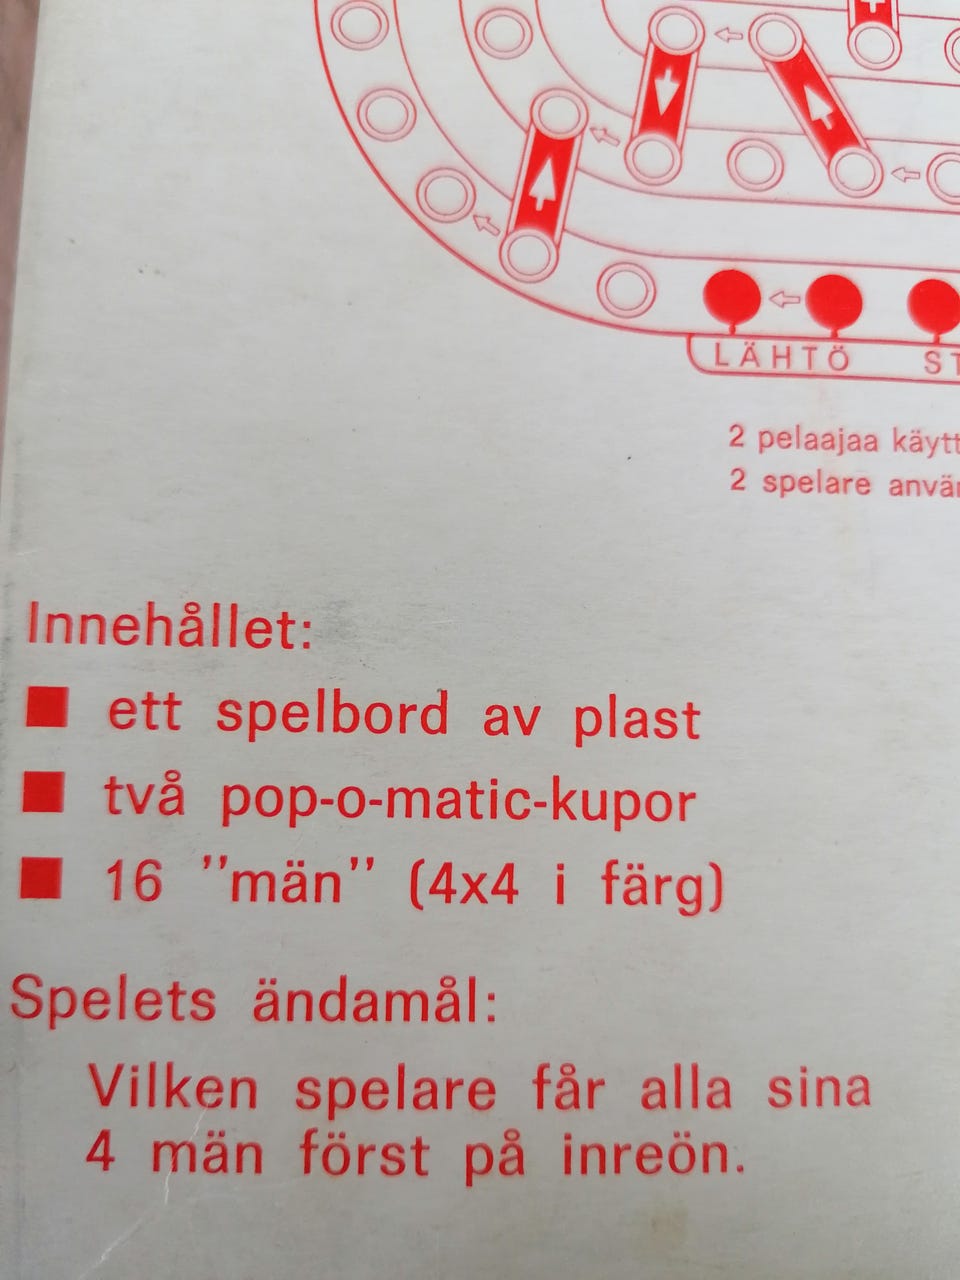 LÄHTÖ
2 pelaajaa
2 spelare
Innehållet:
ett spelbord av plast
två pop-o-matic-kupor
16 "män" (4x4 i färg)
Spelets ändamål:
Vilken spelare får alla sina
4 män först på inreön.